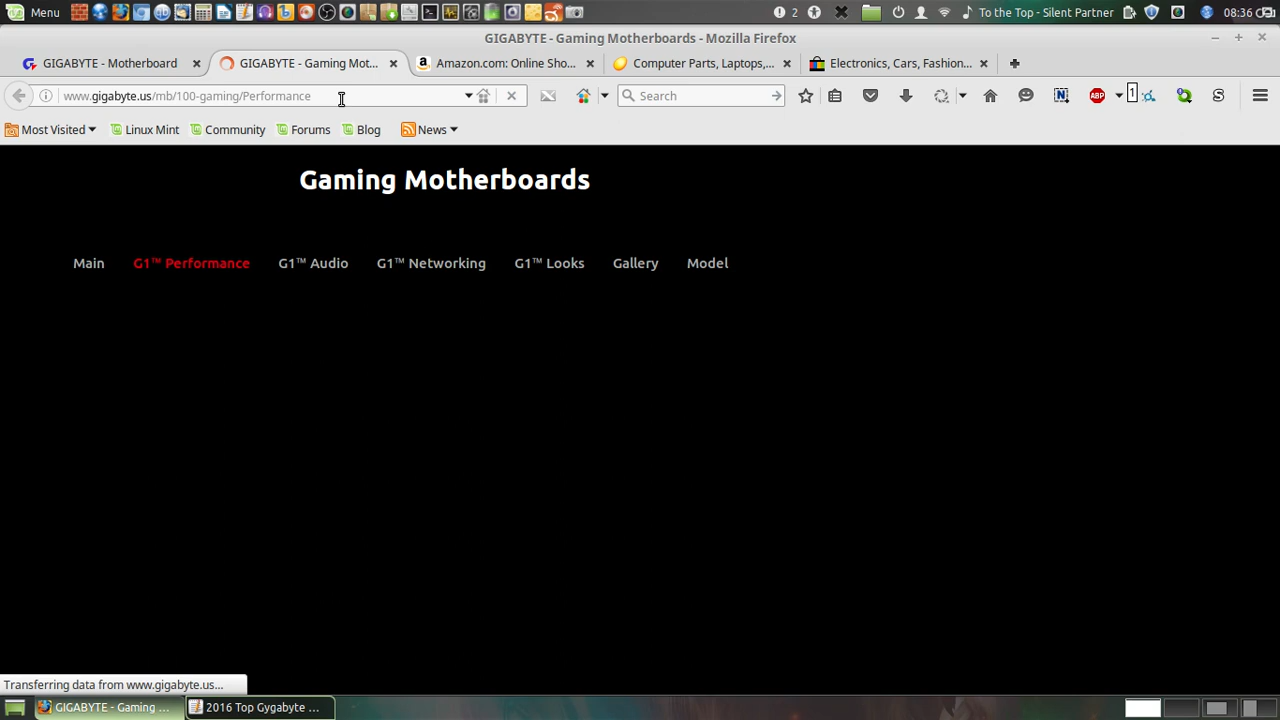 Menu 2 To the Top - Silent Partner 08:36
GIGABYTE - Gaming Motherboards - Mozilla Firefox
GIGABYTE - Motherboard GIGABYTE - Gaming Mot... Amazon.com: Online Sho... Computer Parts, Laptops,... Electronics, Cars, Fashion...
www.gigabyte.us/mb/100-gaming/Performance Search ABP 1 N S
Most Visited Linux Mint Community Forums Blog News
Gaming Motherboards
Main G1™ Performance G1™ Audio G1™ Networking G1™ Looks Gallery Model
Transferring data from www.gigabyte.us...
GIGABYTE - Gaming ... 2016 Top Gygabyte ...